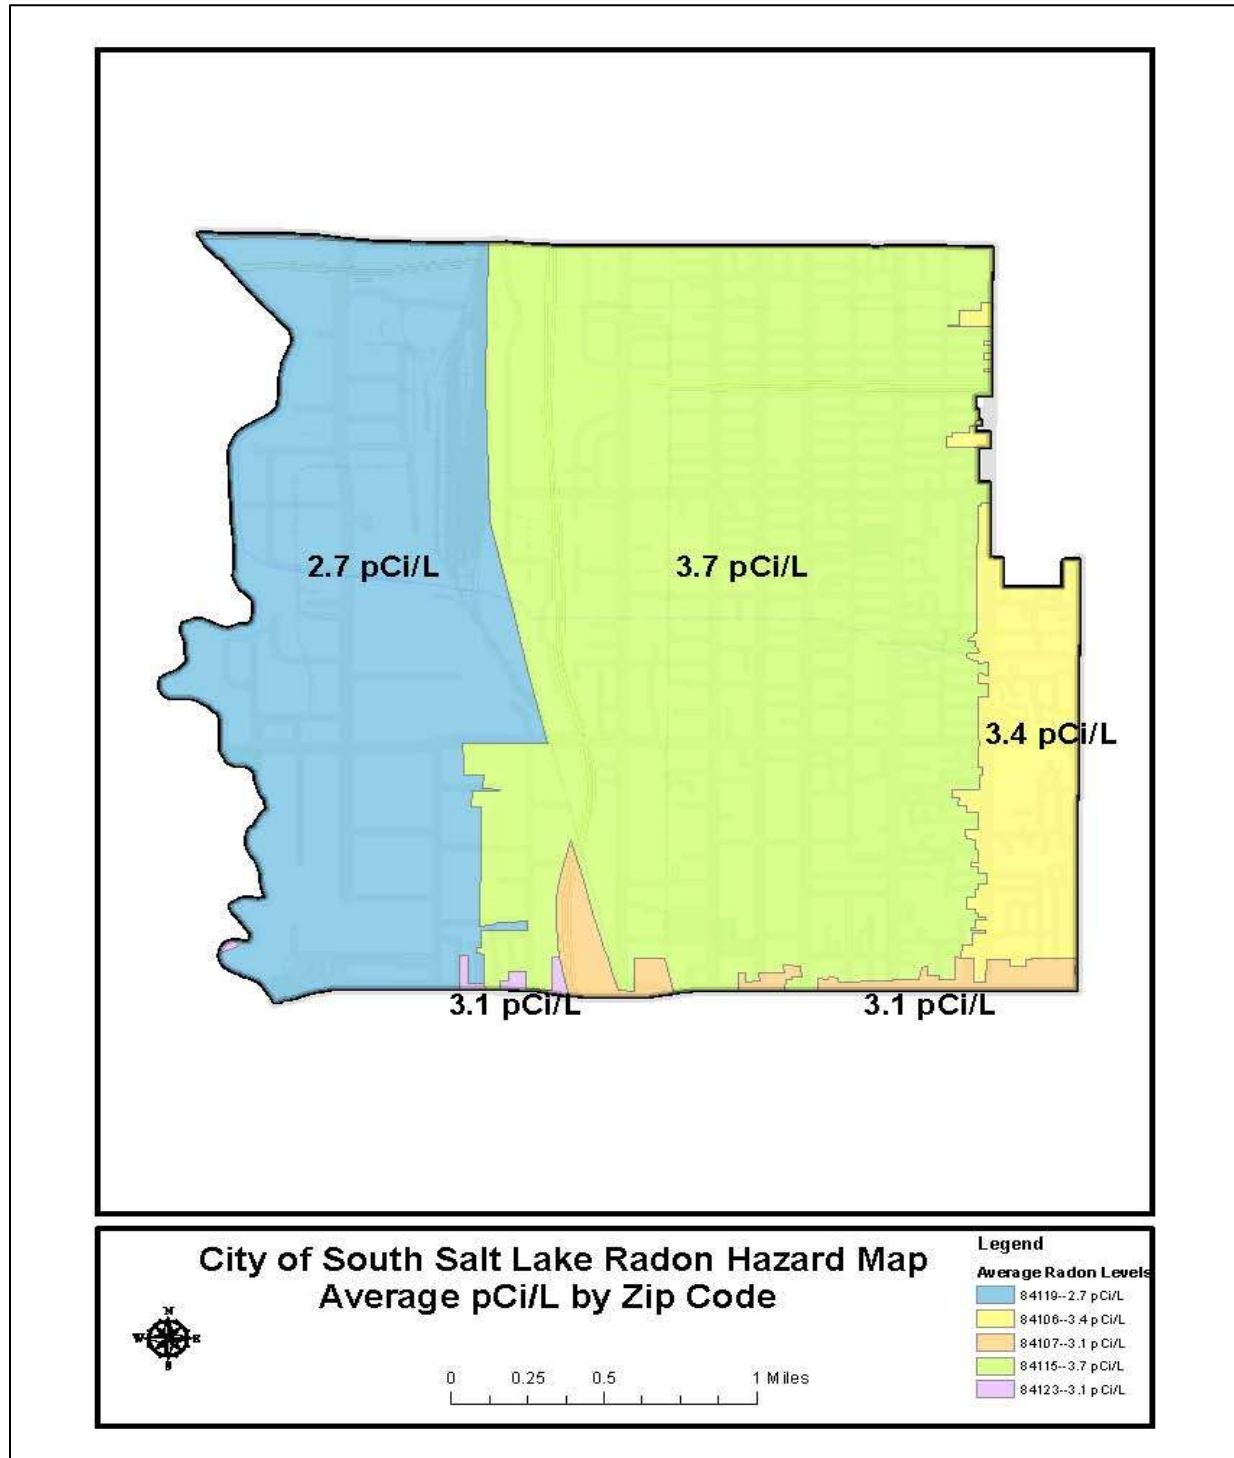 2.7 pCi/L
3.7 pCi/L
3.4 pCi/L
3.1 pCi/L
3.1 pCi/L
City of South Salt Lake Radon Hazard Map
Average pCi/L by Zip Code
N
W E
S
0 0.25 0.5 1 Miles
Legend
Average Radon Levels
84119--2.7 pCi/L
84106--3.4 pCi/L
84107--3.1 pCi/L
84115--3.7 pCi/L
84123--3.1 pCi/L